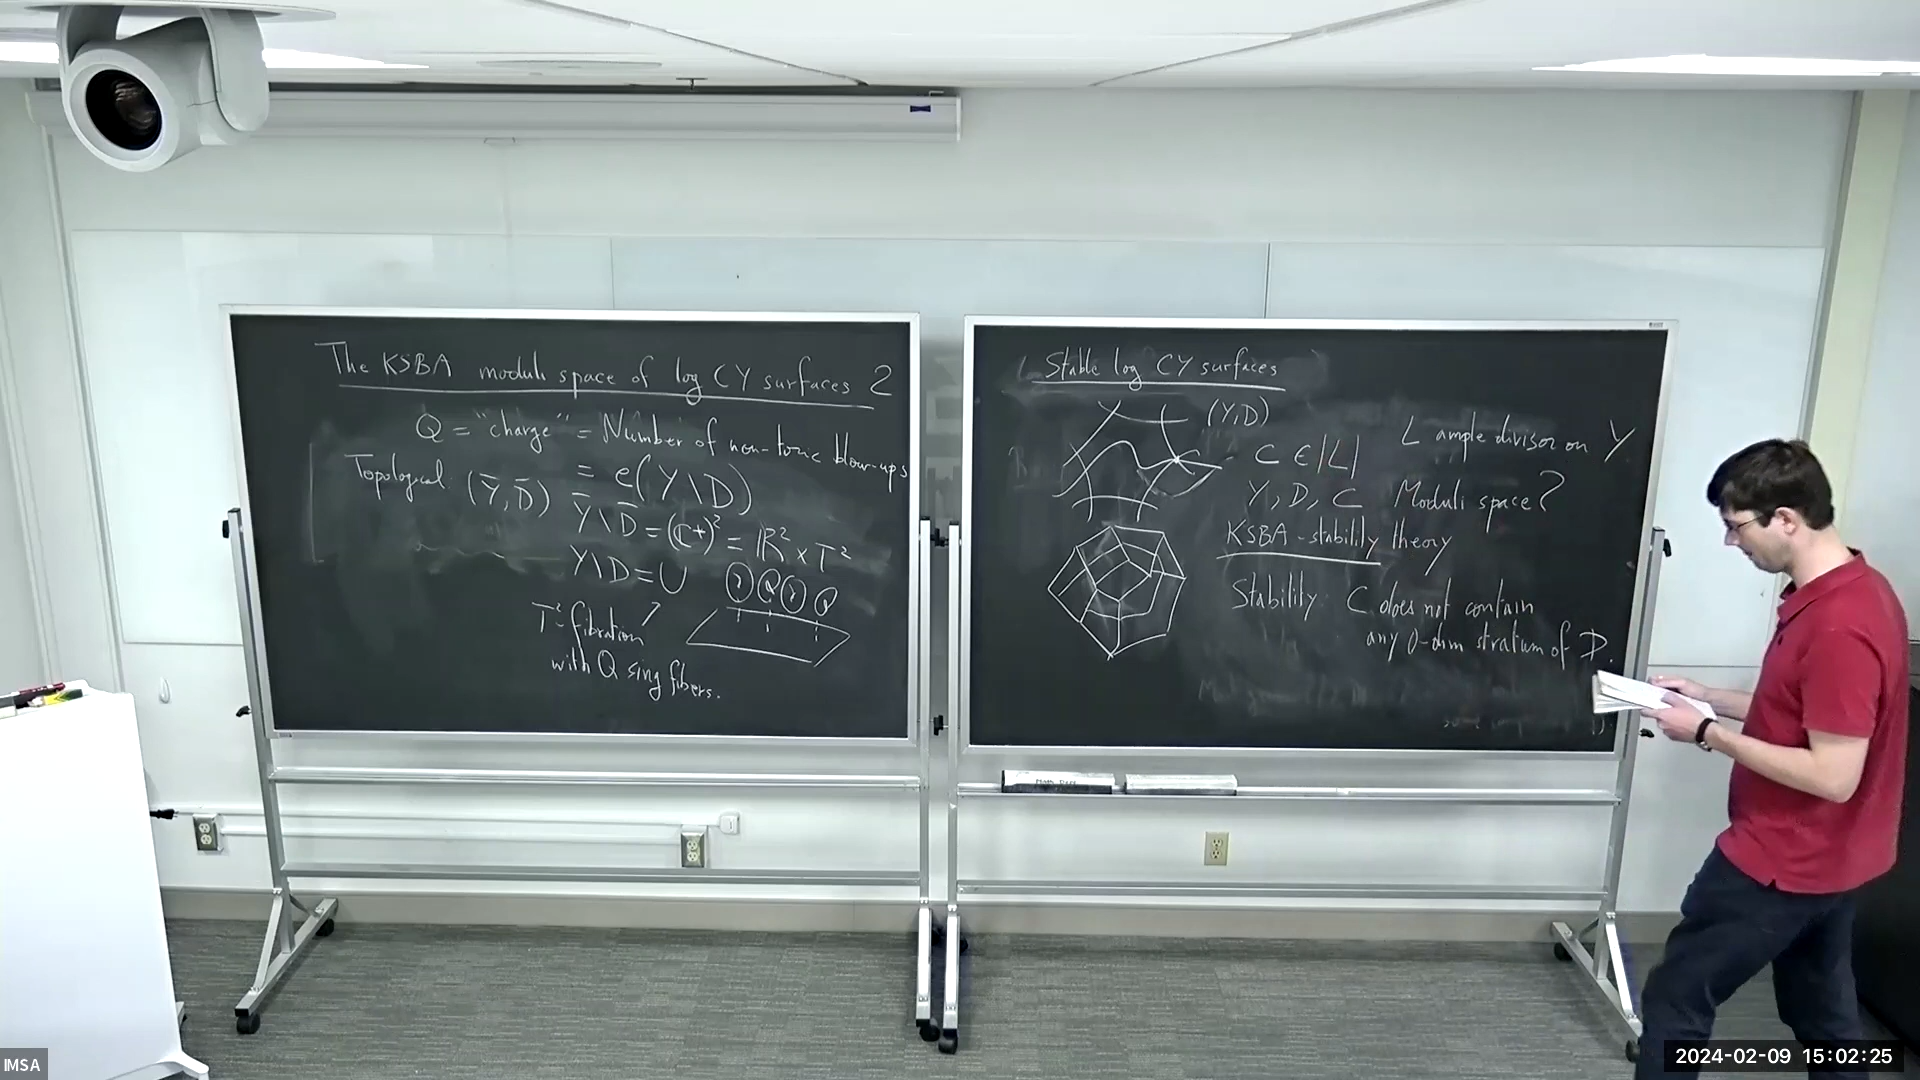 The KSBA moduli space of log CY surfaces 2
Q = "charge" = Number of non-toric blow-ups
= e(Y\D)
Topological: (Ȳ, D̄) Ȳ\D̄ = (C*)² = R² × T²
Y\D = U
T²-fibration
with Q sing fibers.
Stable log CY surfaces
(Y,D)
L ample divisor on Y.
C ∈ |L|
Y, D, C Moduli space?
KSBA-stability theory
Stability: C does not contain
any 0-dim stratum of D.
IMSA
2024-02-09 15:02:25